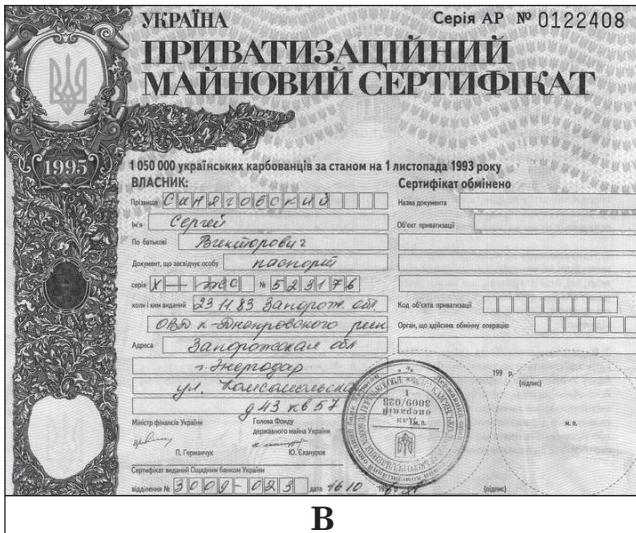 УКРАЇНА
Серія АР № 0122408
ПРИВАТИЗАЦІЙНИЙ
МАЙНОВИЙ СЕРТИФІКАТ
1995
1 050 000 українських карбованців за станом на 1 листопада 1993 року
ВЛАСНИК:
Сертифікат обмінено
Прізвище Саняговский
Назва документа
Ім'я Сергей
Об'єкт приватизації
По батькові Викторович
Документ, що засвідчує особу паспорт
серія № 523176
коли і ким виданий 23 11 83 Запорож. обл
Код об'єкта приватизації
ОВД к-Днепровского
Орган, що здійснив обмінну операцію
Адреса Запорожская обл
г. Энергодар
199 р.
ул. Комсомольская
(підпис)
д 43 кв 57
Міністр фінансів України
Голова Фонду
державного майна України
М.П.
П. Германчук
Ю. Єхануров
Сертифікат виданий Ощадним банком України
відділення № 3009-023 дата 16.10
(підпис)
3009/023
операцій
В